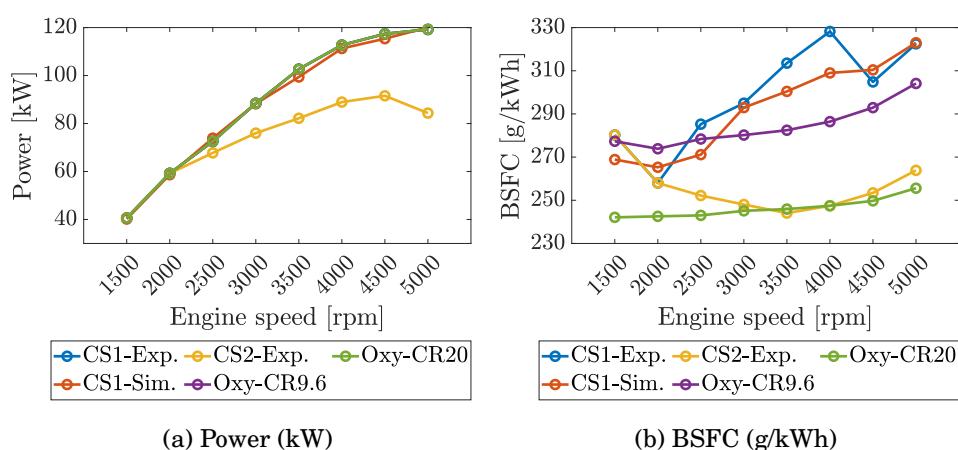 120
100
80
60
40
Power [kW]
1500
2000
2500
3000
3500
4000
4500
5000
Engine speed [rpm]
CS1-Exp.
CS2-Exp.
Oxy-CR20
CS1-Sim.
Oxy-CR9.6
(a) Power (kW)
330
310
290
270
250
230
BSFC [g/kWh]
1500
2000
2500
3000
3500
4000
4500
5000
Engine speed [rpm]
CS1-Exp.
CS2-Exp.
Oxy-CR20
CS1-Sim.
Oxy-CR9.6
(b) BSFC (g/kWh)